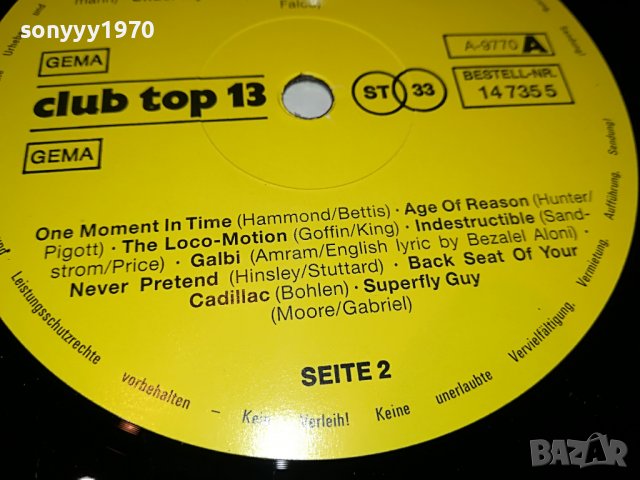 sonyyy1970
Falco)
GEMA
club top 13
GEMA
ST 33
A-9770 A
BESTELL-NR.
14 735 5
One Moment In Time (Hammond/Bettis) · Age Of Reason (Hunter/
Pigott) · The Loco-Motion (Goffin/King) · Indestructible (Sand-
strom/Price) · Galbi (Amram/English lyric by Bezalel Aloni) ·
Never Pretend (Hinsley/Stuttard) · Back Seat Of Your
Cadillac (Bohlen) · Superfly Guy
(Moore/Gabriel)
SEITE 2
Leistungsschutzrechte vorbehalten – Kein Verleih! Keine unerlaubte Vervielfältigung, Vermietung, Aufführung, Sendung!
BAZAR